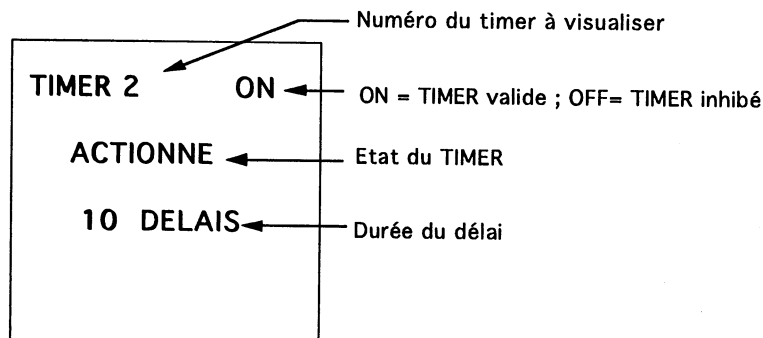 Numéro du timer à visualiser
TIMER 2 ON
ON = TIMER valide ; OFF= TIMER inhibé
ACTIONNE
Etat du TIMER
10 DELAIS
Durée du délai